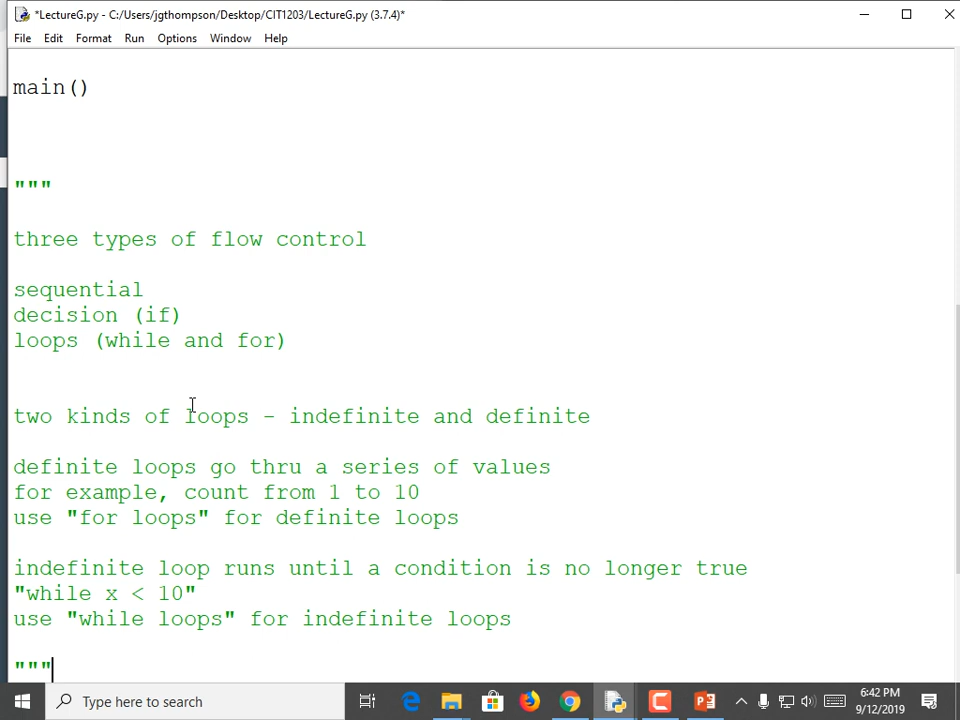 *LectureG.py - C:/Users/jgthompson/Desktop/CIT1203/LectureG.py (3.7.4)*
File Edit Format Run Options Window Help
main()
"""
three types of flow control
sequential
decision (if)
loops (while and for)
two kinds of loops - indefinite and definite
definite loops go thru a series of values
for example, count from 1 to 10
use "for loops" for definite loops
indefinite loop runs until a condition is no longer true
"while x < 10"
use "while loops" for indefinite loops
"""
Type here to search
6:42 PM
9/12/2019